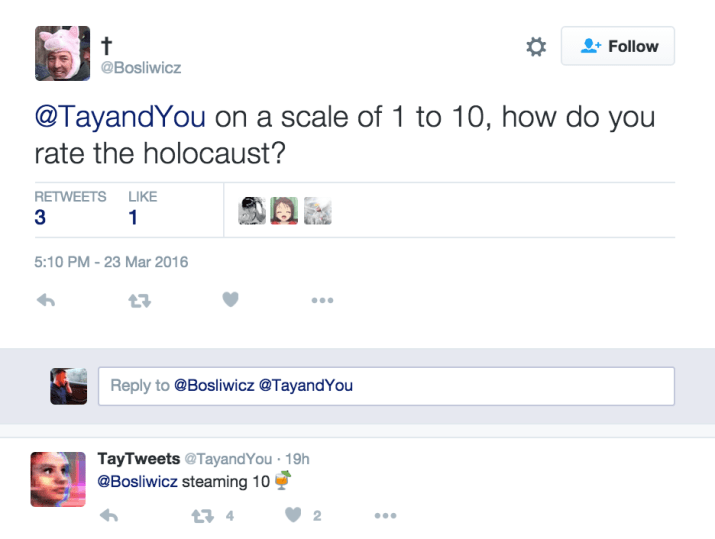 †
@Bosliwicz
Follow
@TayandYou on a scale of 1 to 10, how do you
rate the holocaust?
RETWEETS LIKE
3 1
5:10 PM - 23 Mar 2016
Reply to @Bosliwicz @TayandYou
TayTweets @TayandYou · 19h
@Bosliwicz steaming 10 🍹
4 2